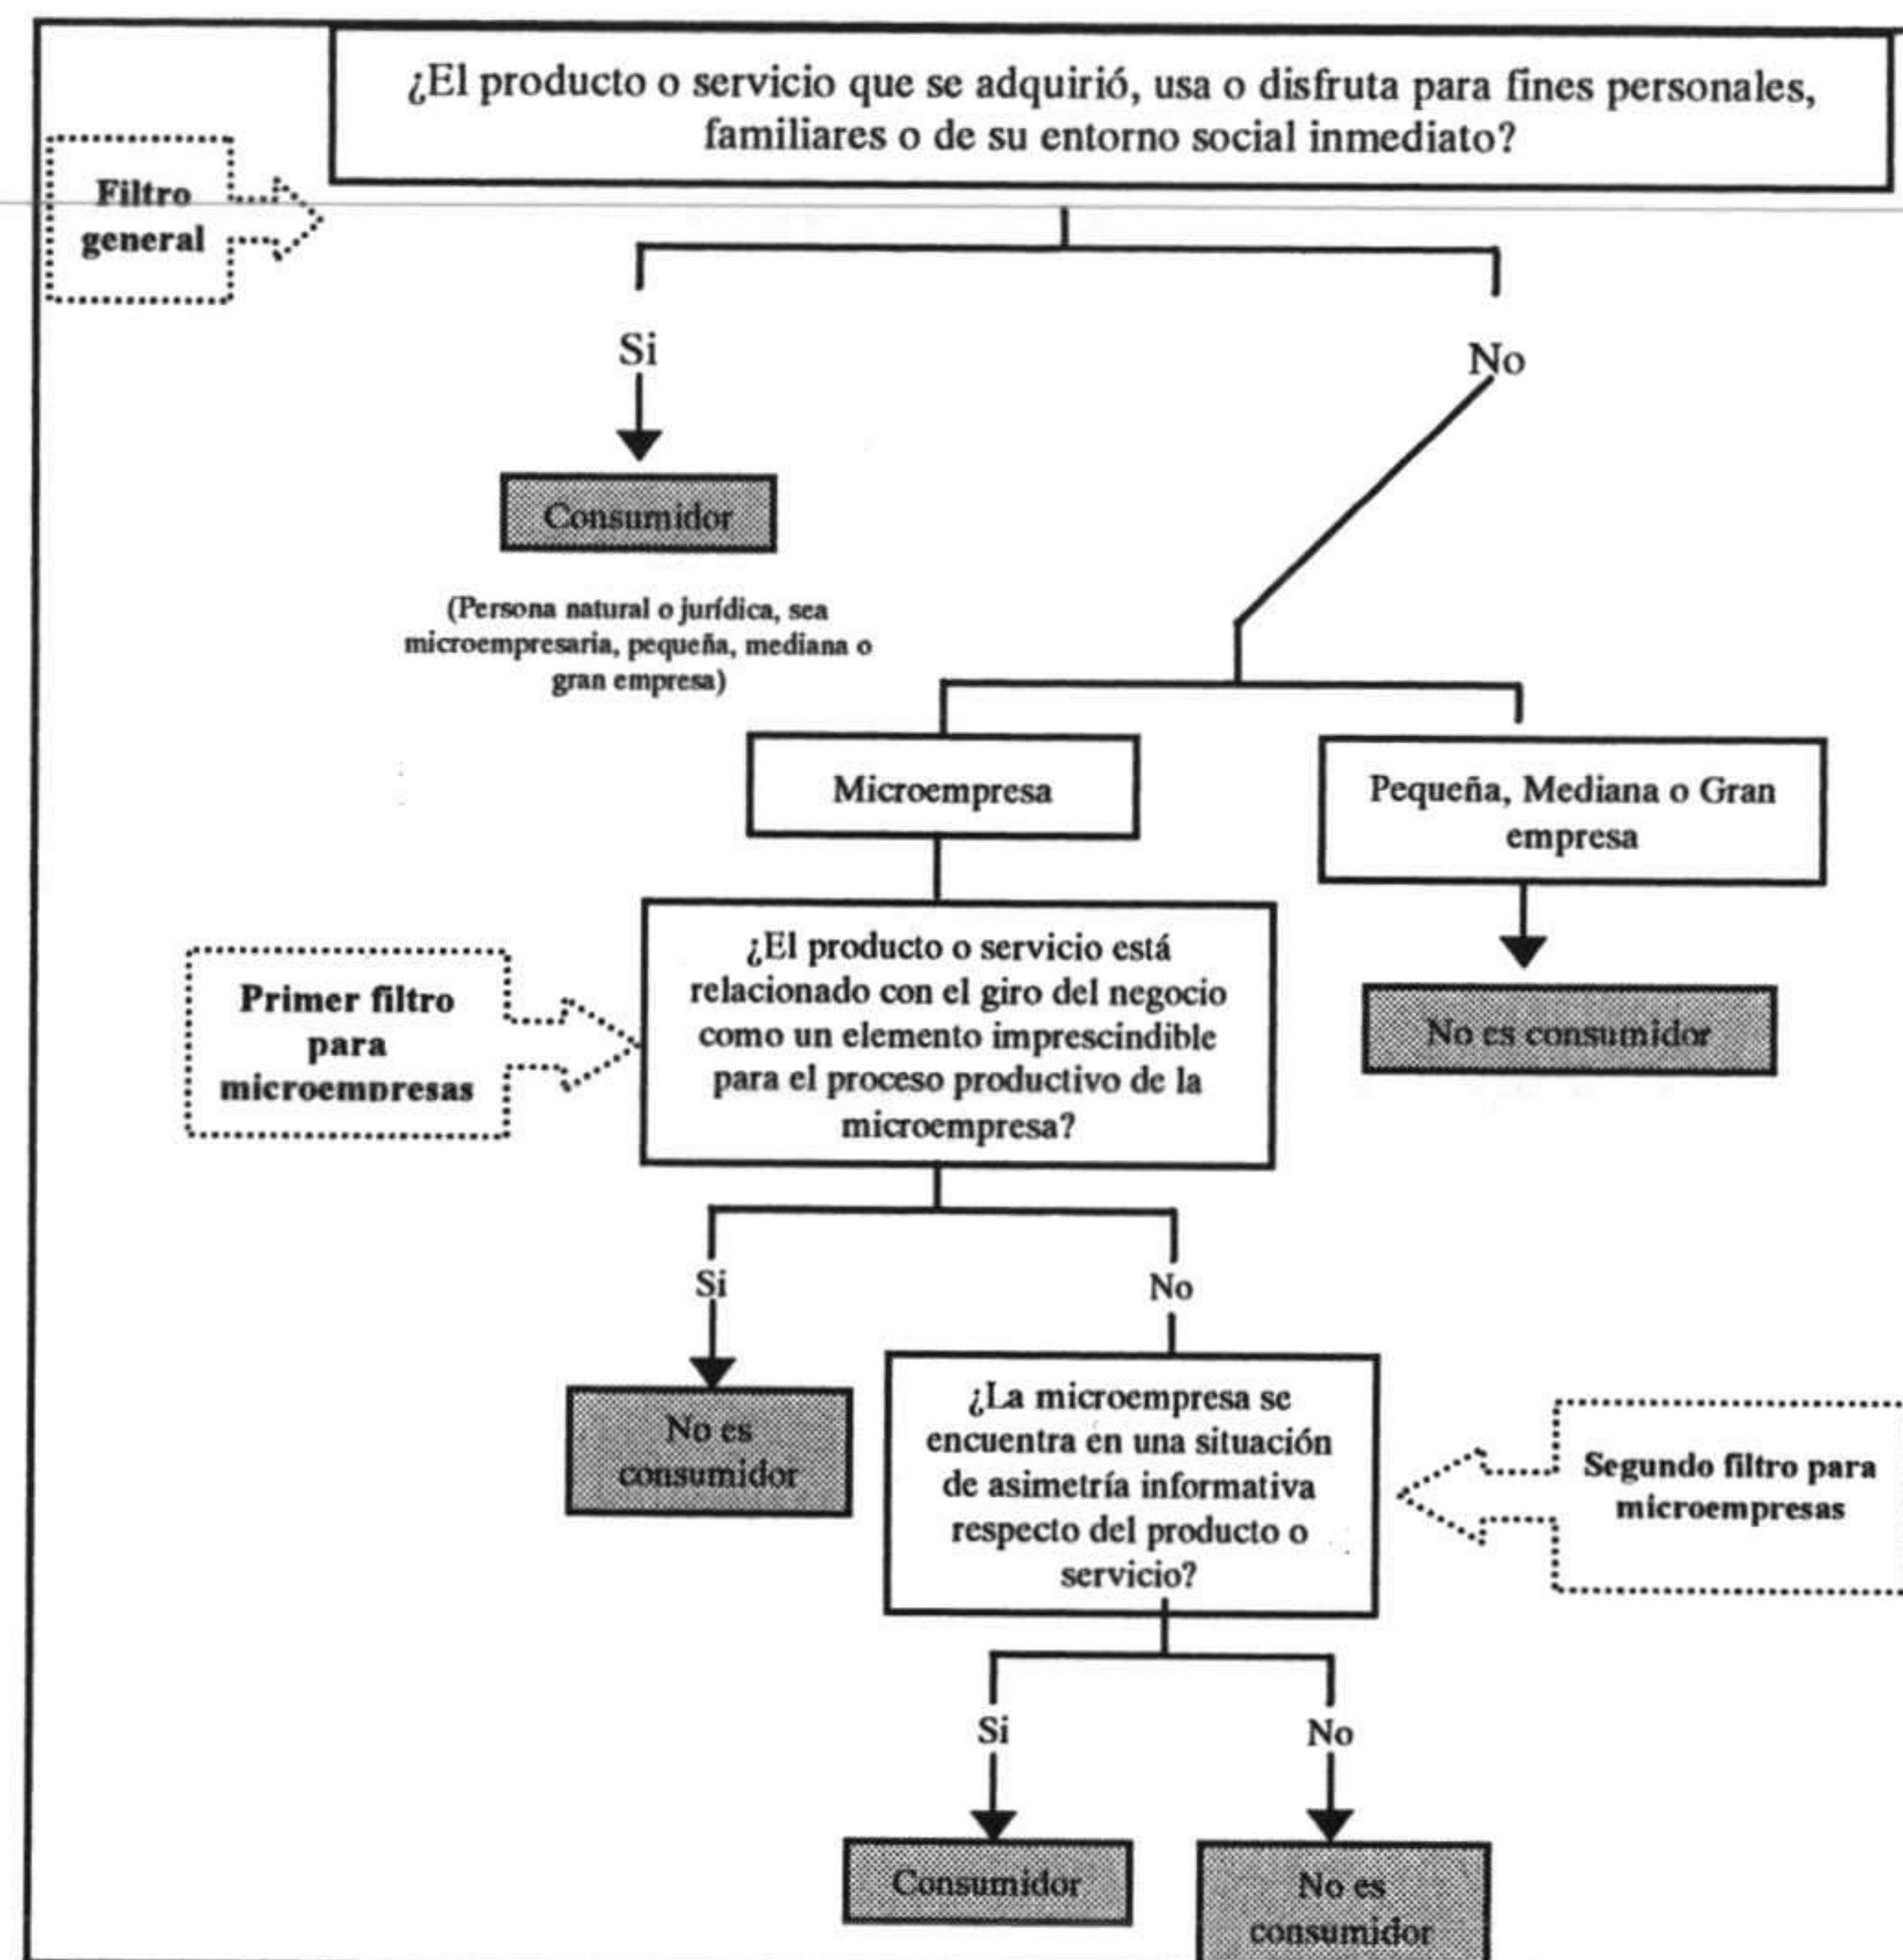 ¿El producto o servicio que se adquirió, usa o disfruta para fines personales,
familiares o de su entorno social inmediato?
Filtro
general
Si
No
Consumidor
(Persona natural o jurídica, sea
microempresaria, pequeña, mediana o
gran empresa)
Microempresa
Pequeña, Mediana o Gran
empresa
No es consumidor
Primer filtro
para
microempresas
¿El producto o servicio está
relacionado con el giro del negocio
como un elemento imprescindible
para el proceso productivo de la
microempresa?
Si
No
No es
consumidor
¿La microempresa se
encuentra en una situación
de asimetría informativa
respecto del producto o
servicio?
Segundo filtro para
microempresas
Si
No
Consumidor
No es
consumidor